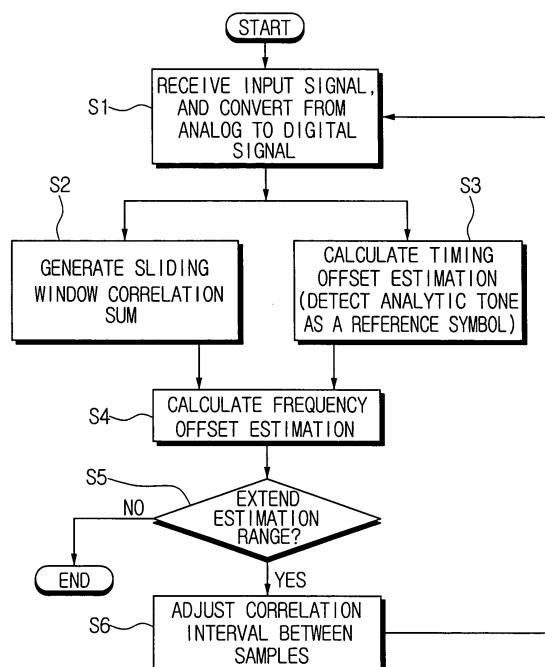 START
S1
RECEIVE INPUT SIGNAL,
AND CONVERT FROM
ANALOG TO DIGITAL
SIGNAL
S2
GENERATE SLIDING
WINDOW CORRELATION
SUM
S3
CALCULATE TIMING
OFFSET ESTIMATION
(DETECT ANALYTIC TONE
AS A REFERENCE SYMBOL)
S4
CALCULATE FREQUENCY
OFFSET ESTIMATION
S5
EXTEND
ESTIMATION
RANGE?
NO
END
YES
S6
ADJUST CORRELATION
INTERVAL BETWEEN
SAMPLES